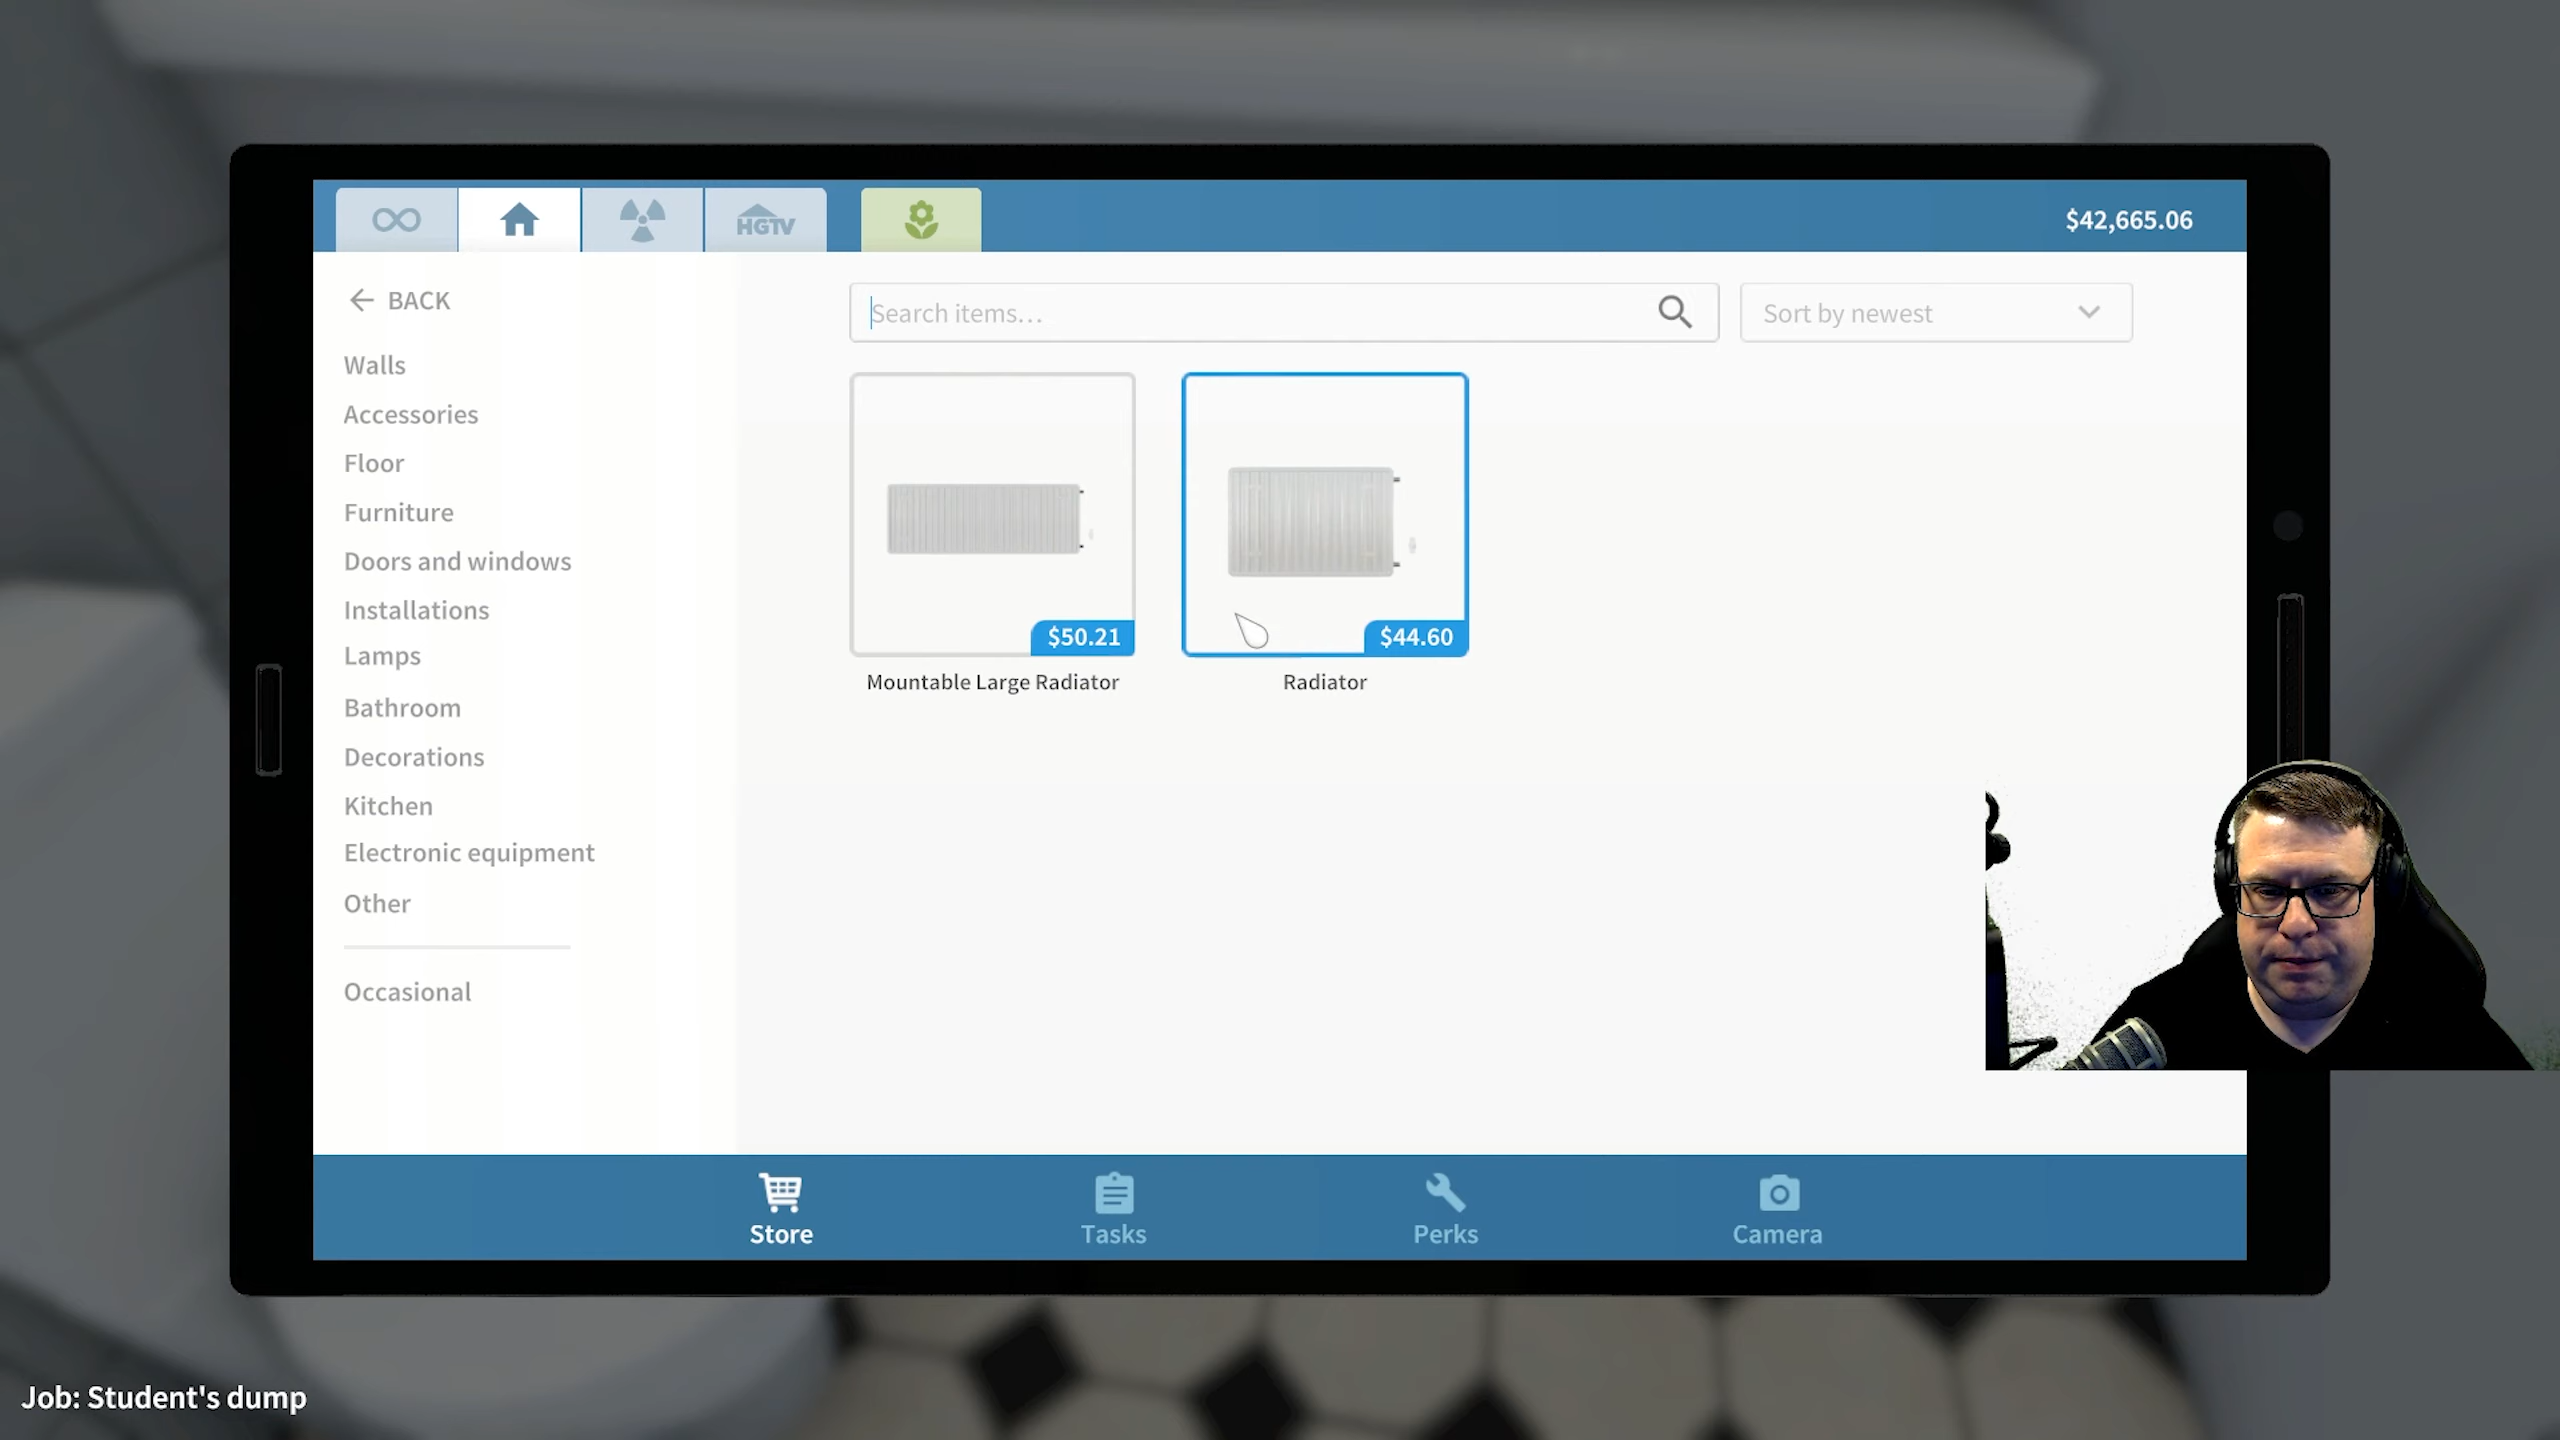 HGTV
$42,665.06
BACK
Search items...
Sort by newest
Walls
Accessories
Floor
Furniture
Doors and windows
Installations
Lamps
Bathroom
Decorations
Kitchen
Electronic equipment
Other
Occasional
$50.21
$44.60
Mountable Large Radiator
Radiator
Store
Tasks
Perks
Camera
Job: Student's dump